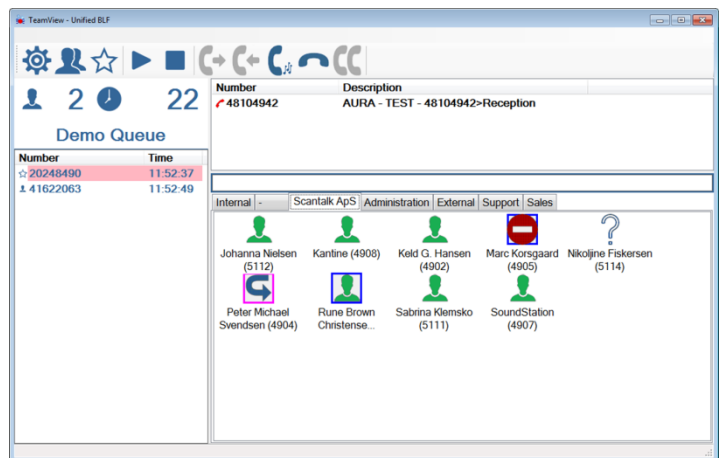 TeamView - Unified BLF
2 22
Demo Queue
Number Time
20248490 11:52:37
41622063 11:52:49
Number Description
48104942 AURA - TEST - 48104942>Reception
Internal - Scantalk ApS Administration External Support Sales
Johanna Nielsen (5112)
Kantine (4908)
Keld G. Hansen (4902)
Marc Korsgaard (4905)
Nikoljine Fiskersen (5114)
Peter Michael Svendsen (4904)
Rune Brown Christense...
Sabrina Klemsko (5111)
SoundStation (4907)